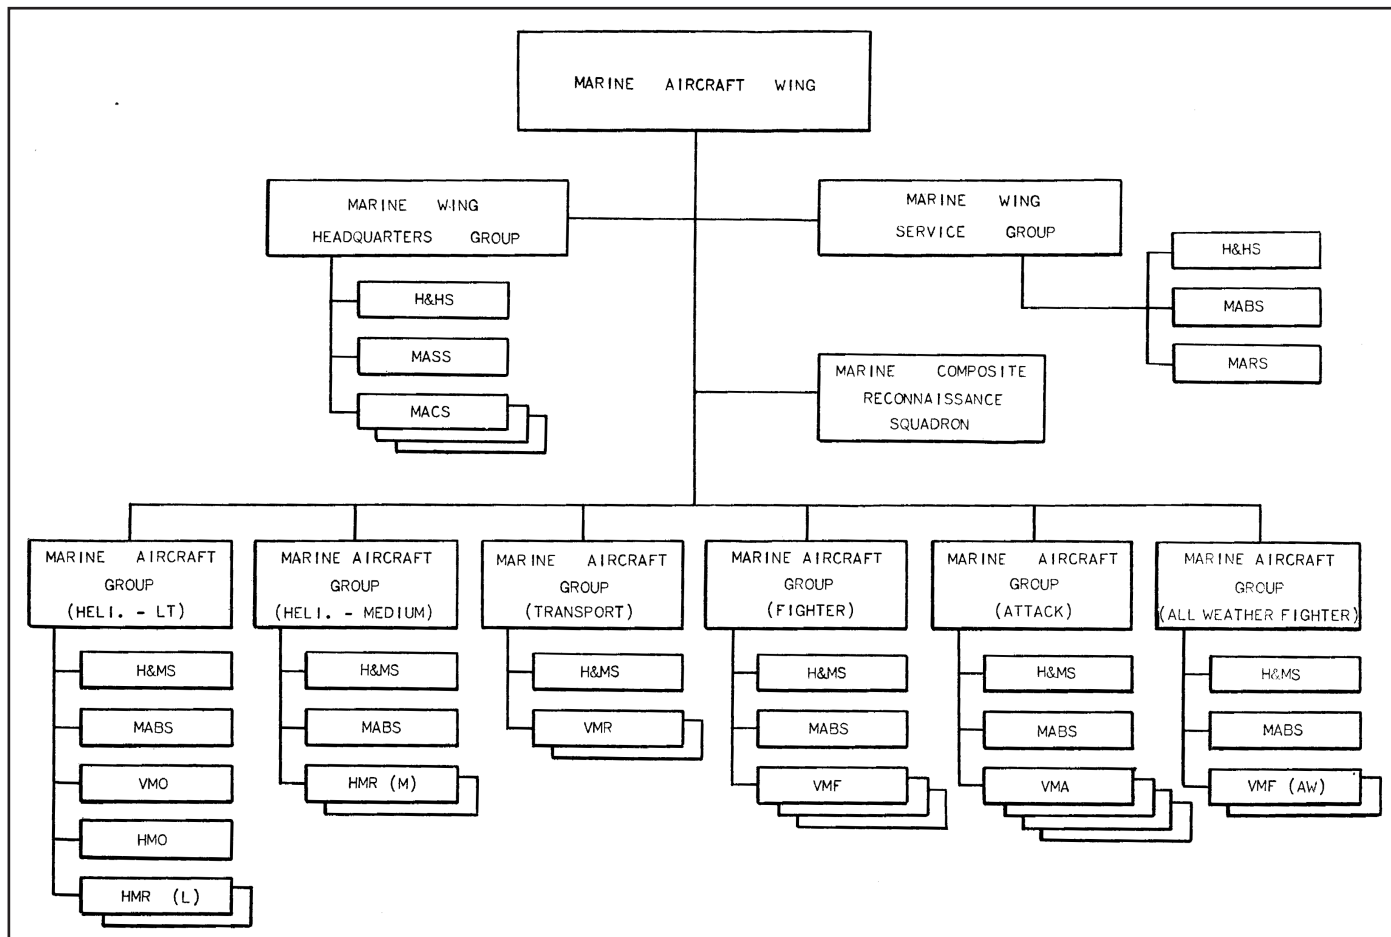 MARINE AIRCRAFT WING
MARINE WING
HEADQUARTERS GROUP
H&HS
MASS
MACS
MARINE WING
SERVICE GROUP
H&HS
MABS
MARS
MARINE COMPOSITE
RECONNAISSANCE
SQUADRON
MARINE AIRCRAFT
GROUP
(HELI. - LT)
H&MS
MABS
VMO
HMO
HMR (L)
MARINE AIRCRAFT
GROUP
(HELI. - MEDIUM)
H&MS
MABS
HMR (M)
MARINE AIRCRAFT
GROUP
(TRANSPORT)
H&MS
VMR
MARINE AIRCRAFT
GROUP
(FIGHTER)
H&MS
MABS
VMF
MARINE AIRCRAFT
GROUP
(ATTACK)
H&MS
MABS
VMA
MARINE AIRCRAFT
GROUP
(ALL WEATHER FIGHTER)
H&MS
MABS
VMF (AW)